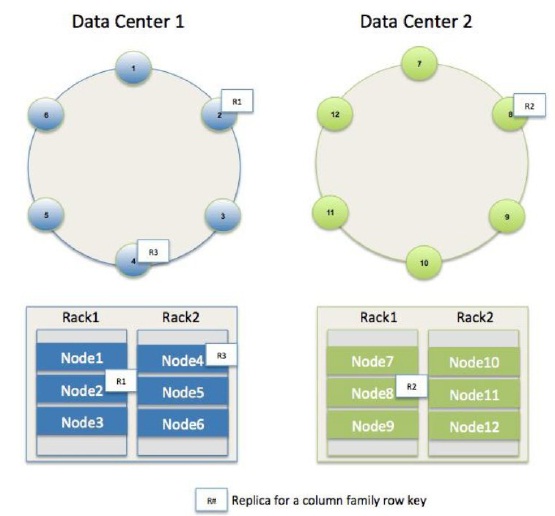 Data Center 1
Data Center 2
1
R1
2
3
R3
4
5
6
7
R2
8
9
10
11
12
Rack1
Rack2
Node1
Node4
R3
Node2
R1
Node5
Node3
Node6
Rack1
Rack2
Node7
Node10
Node8
R2
Node11
Node9
Node12
R# Replica for a column family row key